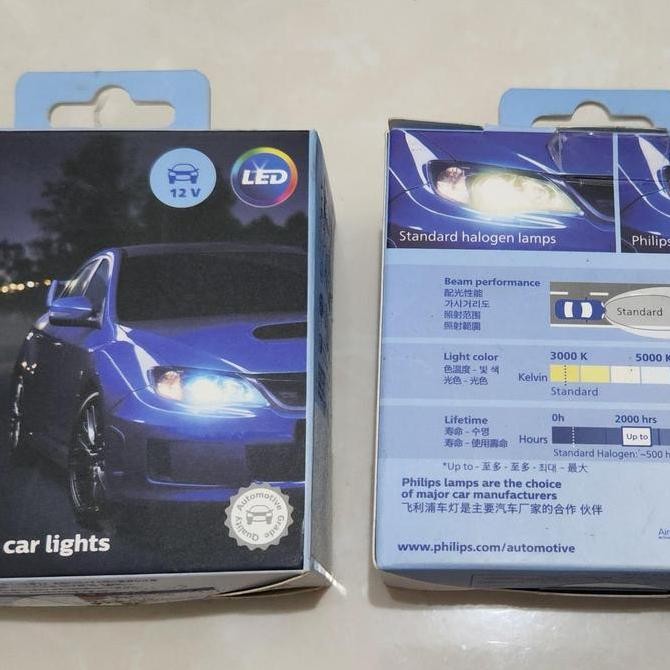 12 V
LED
Automotive Grade Quality
car lights
Standard halogen lamps
Philips
Beam performance
配光性能
가시거리도
照射范围
照射範圍
Standard
Light color
色温度 - 빛 색
光色 - 光色
Kelvin
3000 K
5000 K
Standard
Lifetime
寿命 - 수명
寿命 - 使用壽命
Hours
0h
2000 hrs
Up to
Standard Halogen: ~500 h
*Up to - 至多 - 至多 - 최대 - 最大
Philips lamps are the choice
of major car manufacturers
飞利浦车灯是主要汽车厂家的合作 伙伴
www.philips.com/automotive